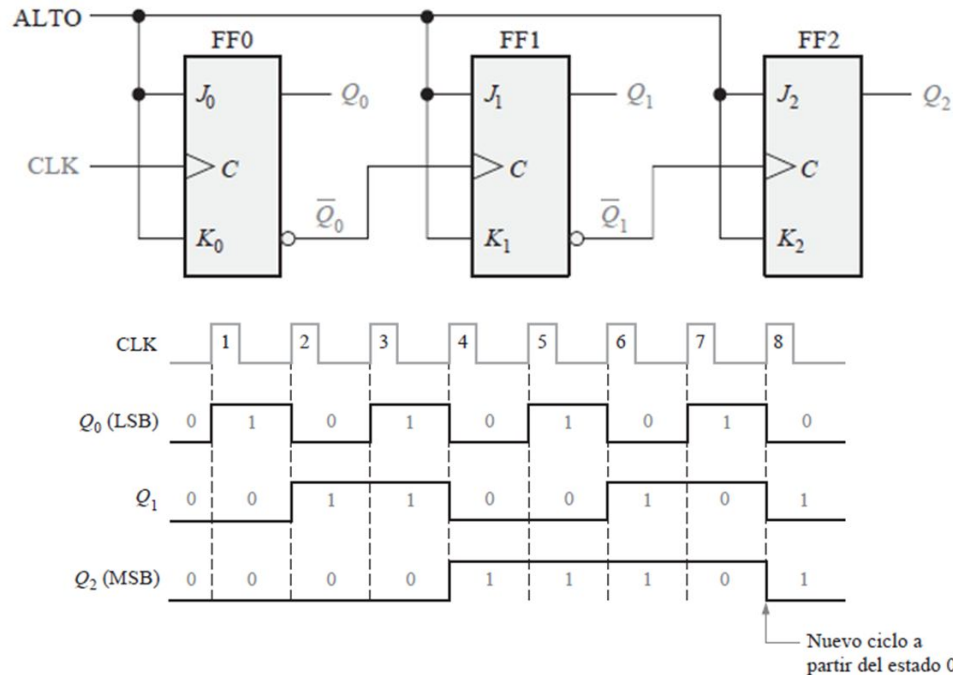 ALTO
FF0 FF1 FF2
J₀ Q₀ J₁ Q₁ J₂ Q₂
CLK C C C
Q̅₀ Q̅₁
K₀ K₁ K₂
CLK 1 2 3 4 5 6 7 8
Q₀ (LSB) 0 1 0 1 0 1 0 1 0
Q₁ 0 0 1 1 0 0 1 0 1
Q₂ (MSB) 0 0 0 0 1 1 1 0 1
Nuevo ciclo a
partir del estado 0